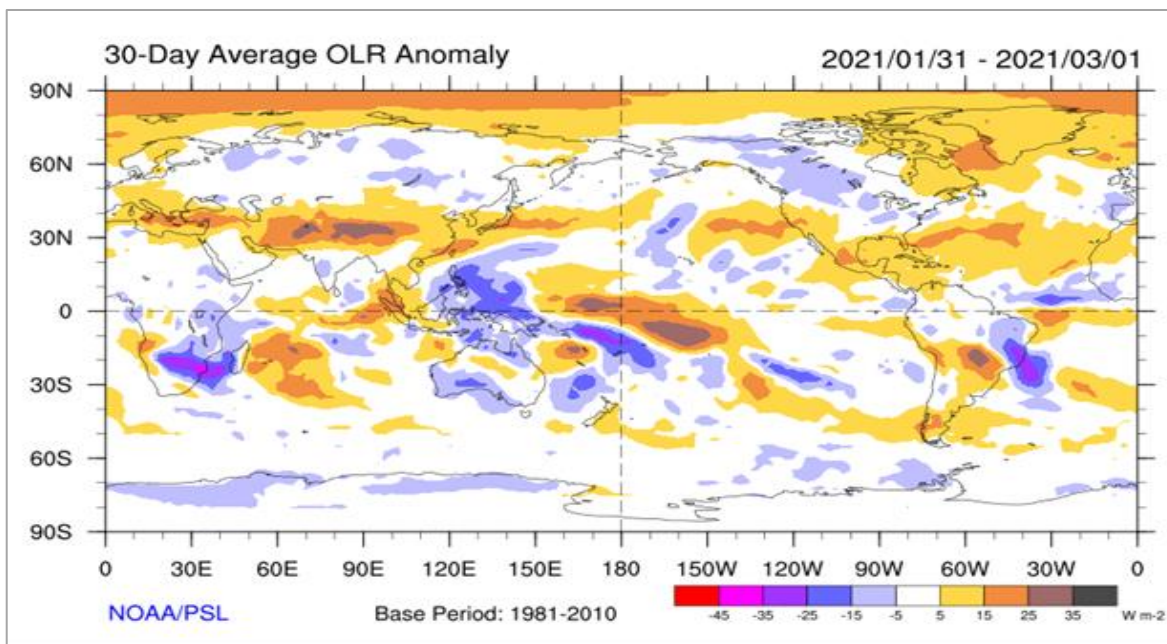 30-Day Average OLR Anomaly 2021/01/31 - 2021/03/01
90N
60N
30N
0
30S
60S
90S
0 30E 60E 90E 120E 150E 180 150W 120W 90W 60W 30W 0
NOAA/PSL Base Period: 1981-2010
-45 -35 -25 -15 -5 5 15 25 35 W m-2